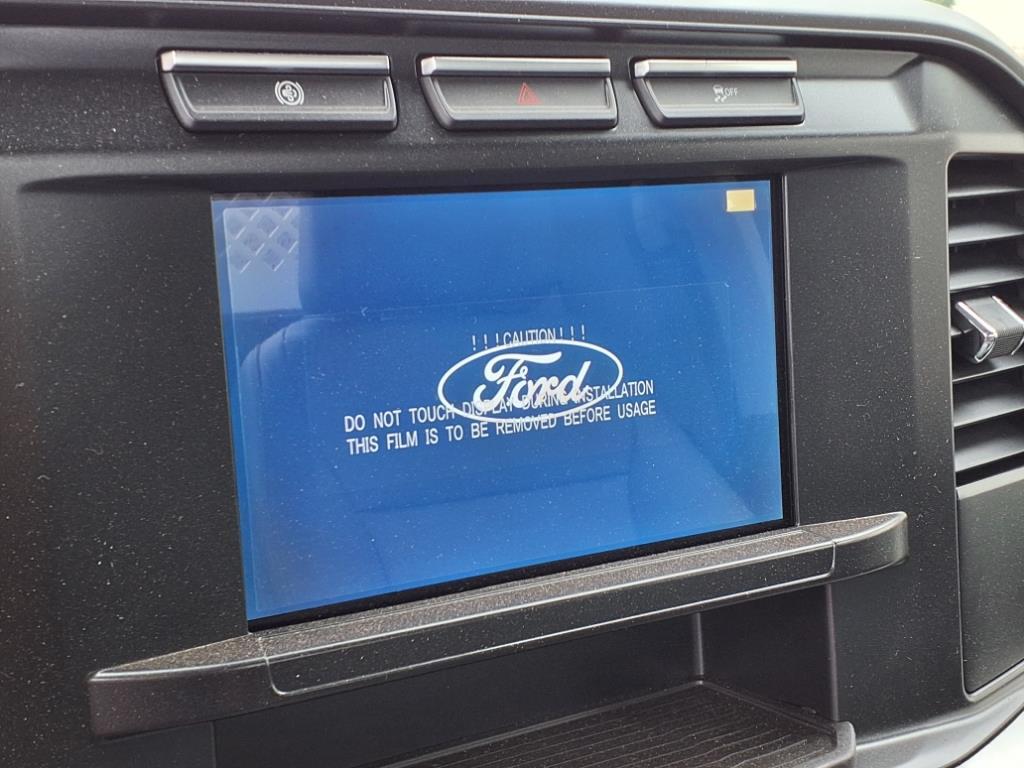 OFF
! ! ! CAUTION ! ! !
Ford
DO NOT TOUCH DISPLAY DURING INSTALLATION
THIS FILM IS TO BE REMOVED BEFORE USAGE